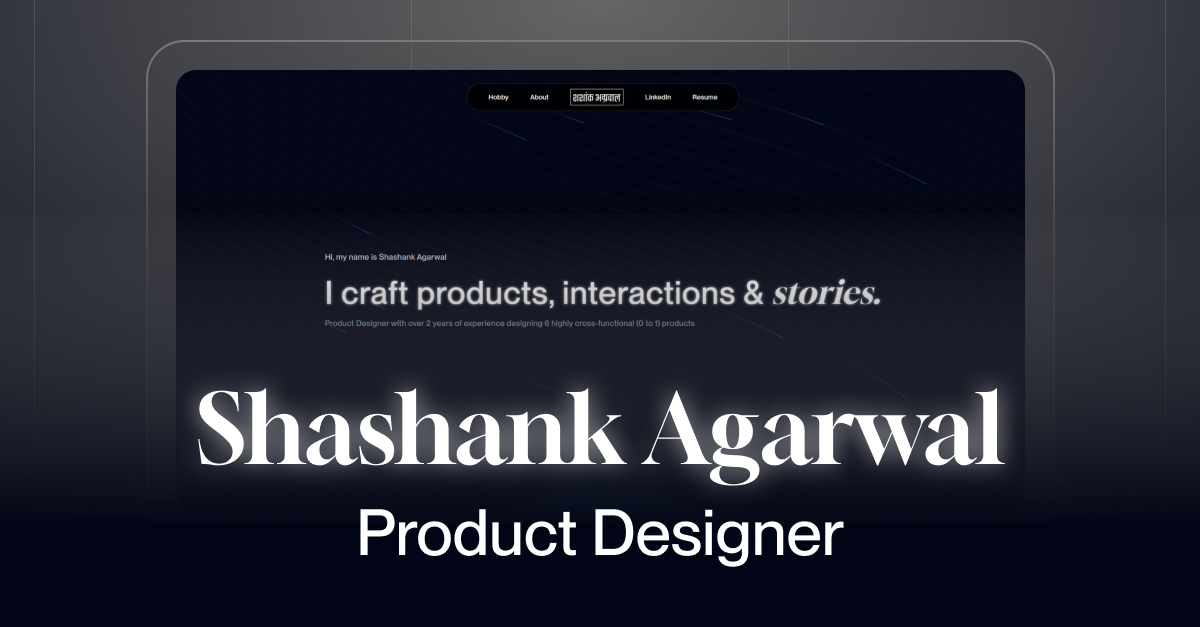 Hobby About शशांक अग्रवाल LinkedIn Resume
Hi, my name is Shashank Agarwal
I craft products, interactions & stories.
Product Designer with over 2 years of experience designing 6 highly cross-functional (0 to 1) products
Shashank Agarwal
Product Designer